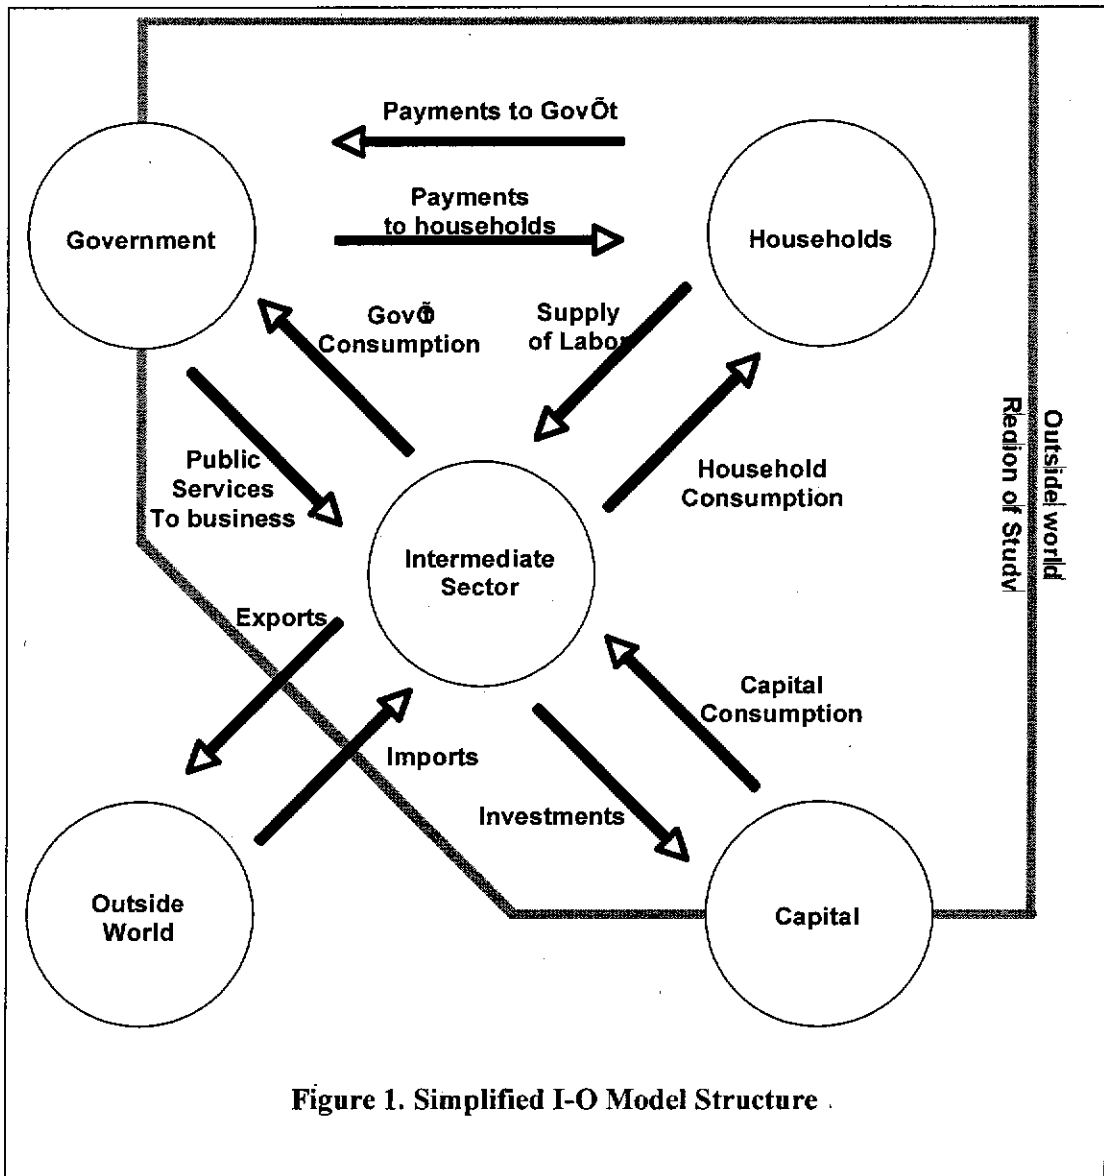 Payments to GovÕt
Payments
to households
Government
Households
GovÕt
Consumption
Supply
of Labor
Public
Services
To business
Household
Consumption
Outside world
Region of Study
Intermediate
Sector
Exports
Capital
Consumption
Imports
Investments
Outside
World
Capital
Figure 1. Simplified I-O Model Structure